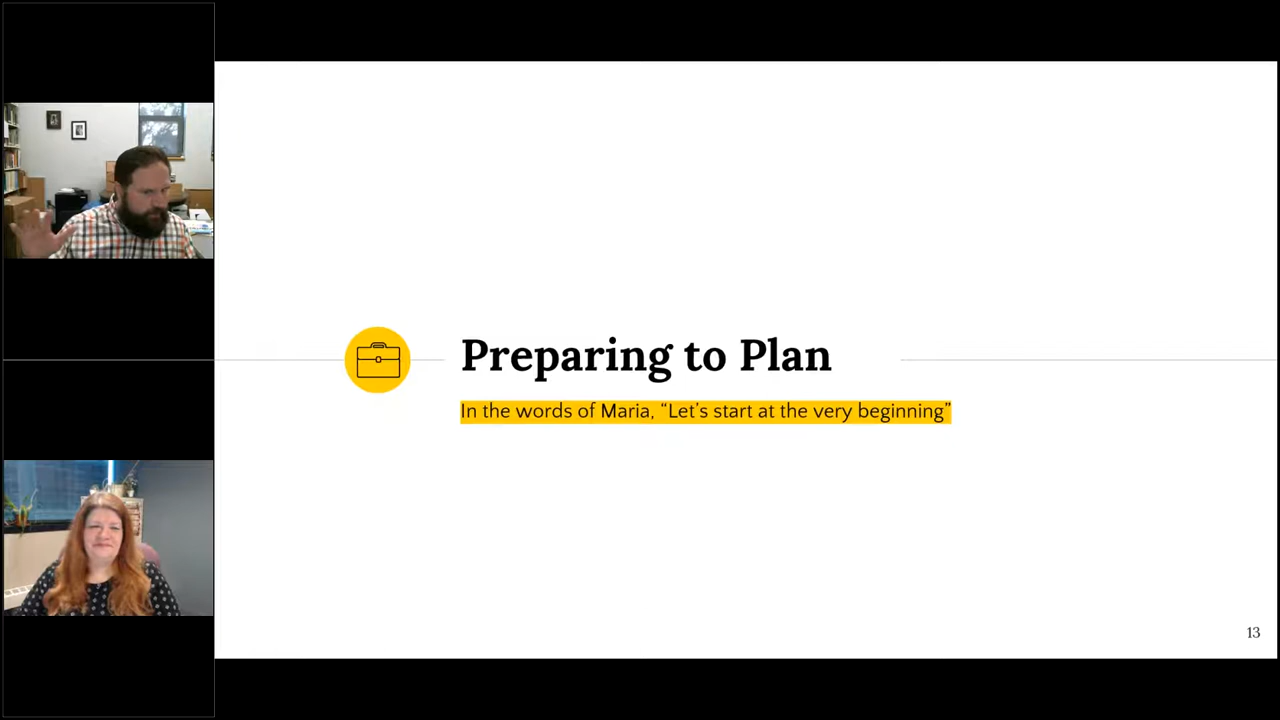 Preparing to Plan
In the words of Maria, “Let’s start at the very beginning”
13